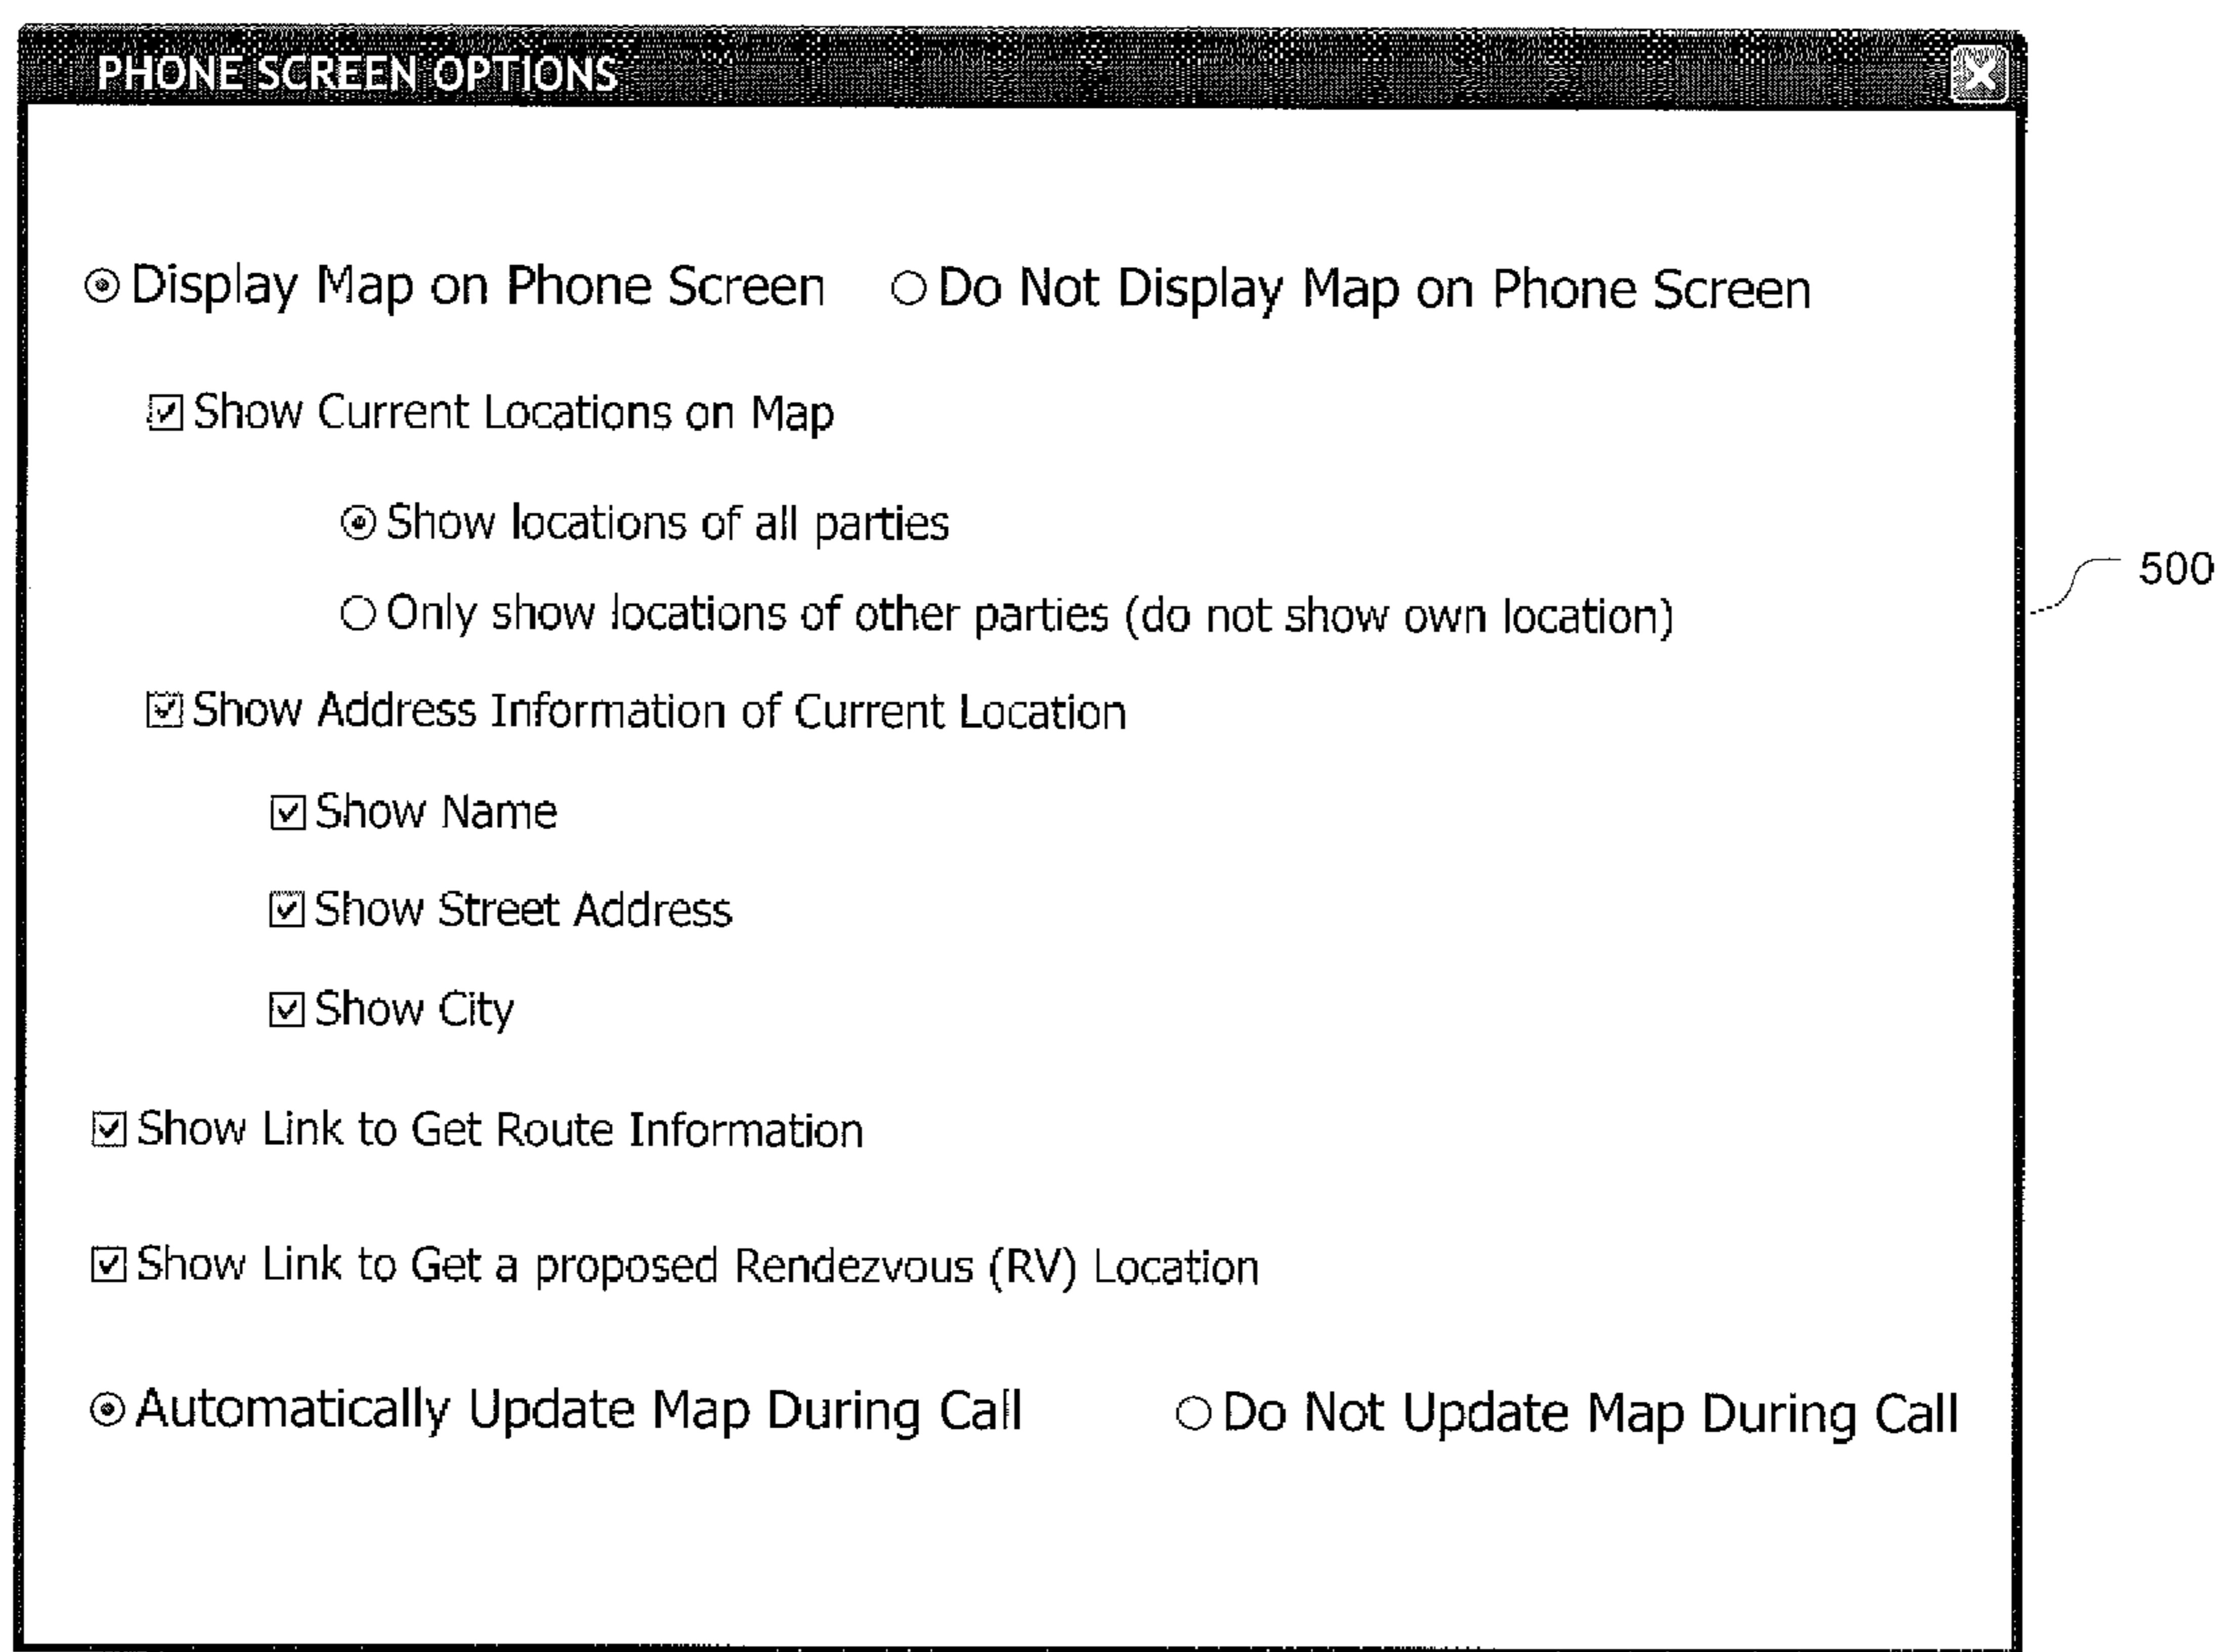 PHONE SCREEN OPTIONS
Display Map on Phone Screen Do Not Display Map on Phone Screen
Show Current Locations on Map
Show locations of all parties
500
Only show locations of other parties (do not show own location)
Show Address Information of Current Location
Show Name
Show Street Address
Show City
Show Link to Get Route Information
Show Link to Get a proposed Rendezvous (RV) Location
Automatically Update Map During Call Do Not Update Map During Call